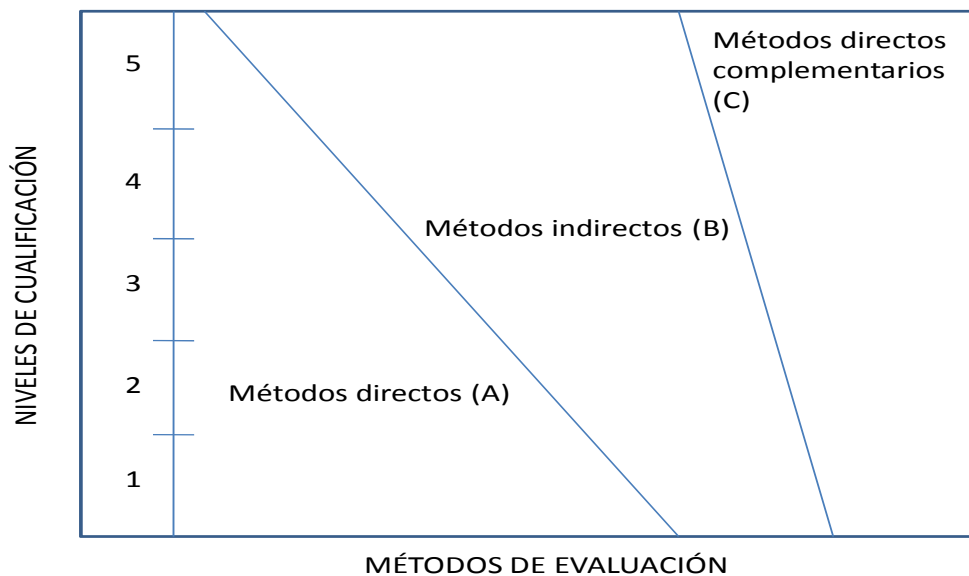 NIVELES DE CUALIFICACIÓN
5
4
3
2
1
Métodos directos
complementarios
(C)
Métodos indirectos (B)
Métodos directos (A)
MÉTODOS DE EVALUACIÓN